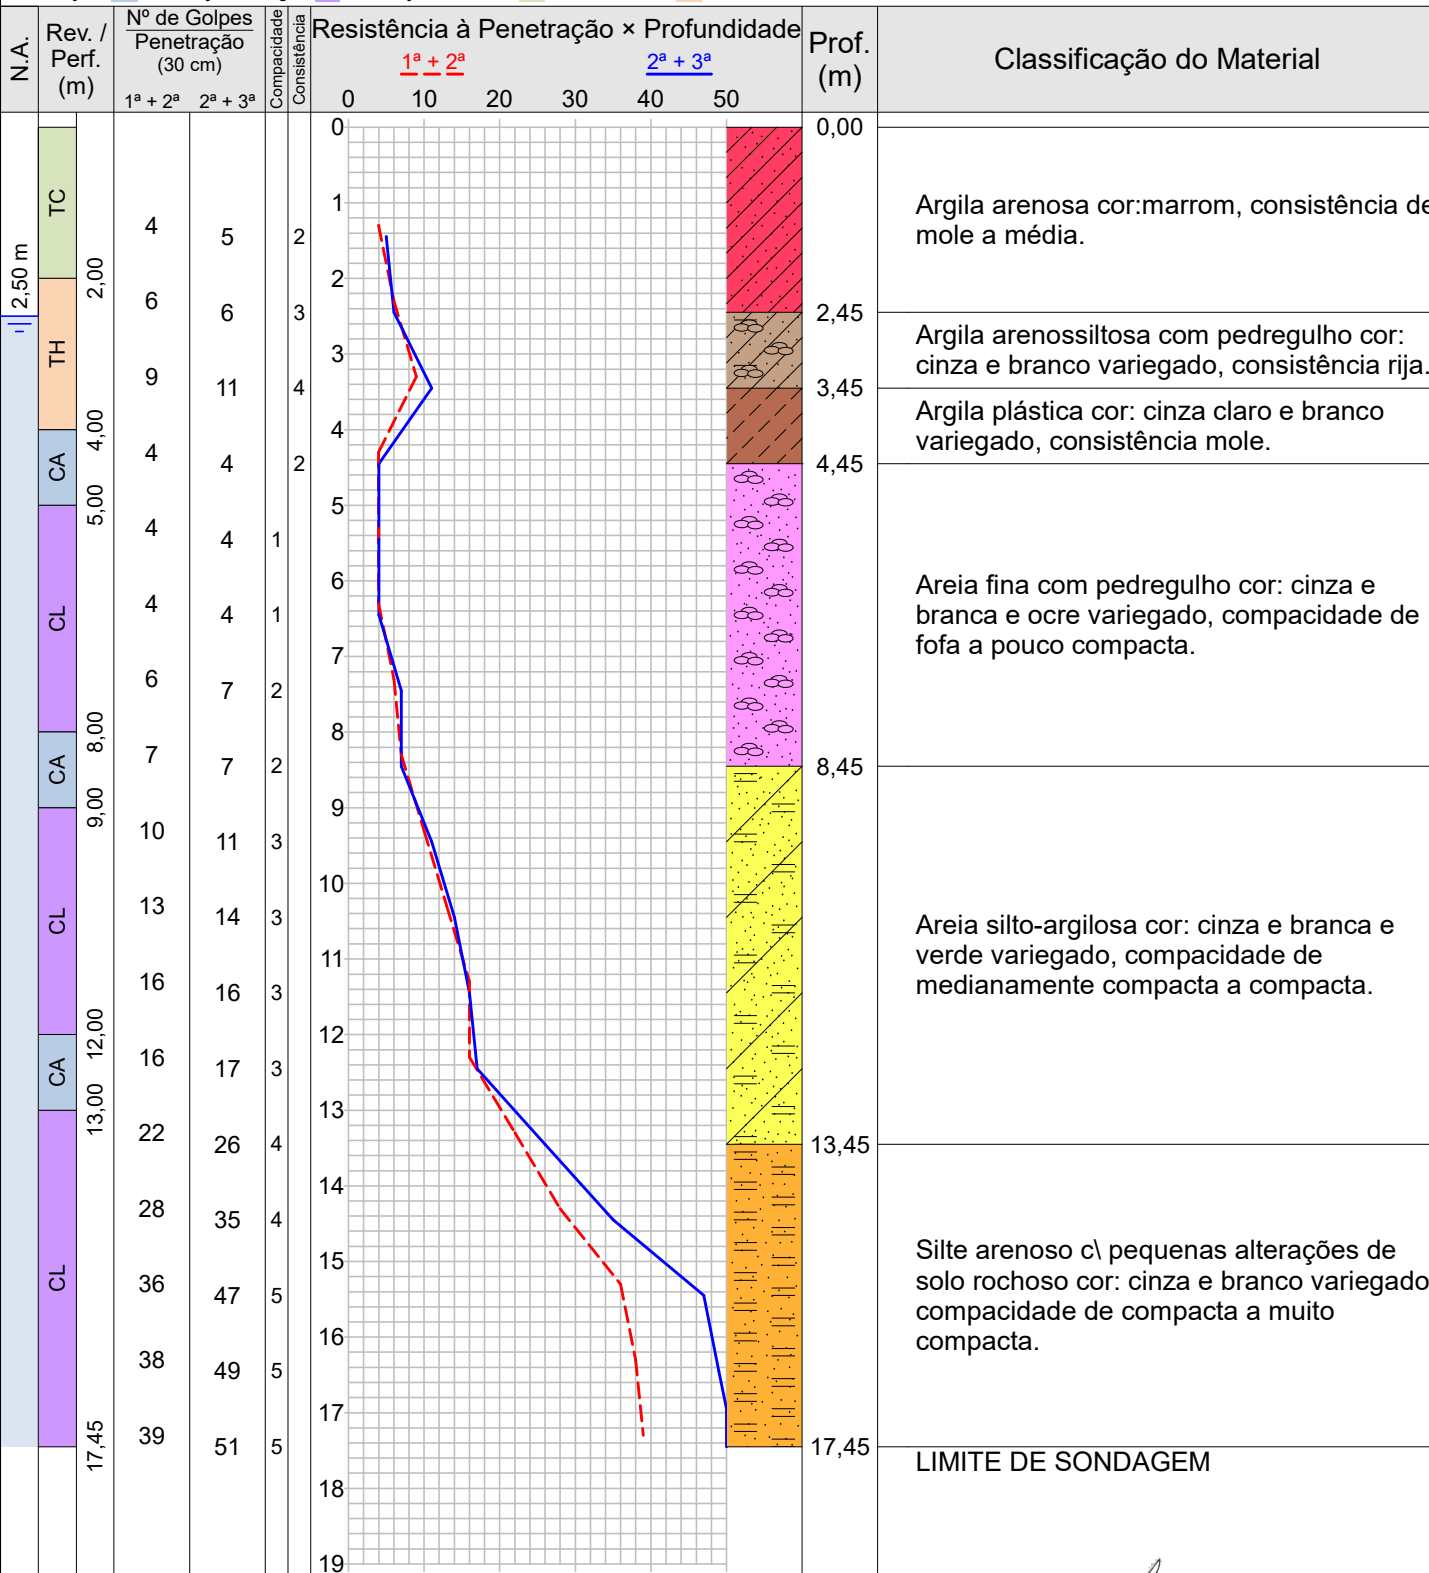 N.A.
Rev. / Perf. (m)
Nº de Golpes
Penetração
(30 cm)
1ª + 2ª 2ª + 3ª
Compacidade
Consistência
Resistência à Penetração × Profundidade
1ª + 2ª 2ª + 3ª
0 10 20 30 40 50
Prof. (m)
Classificação do Material
2,50 m
TC
2,00
TH
4,00
CA
5,00
CL
8,00
CA
9,00
CL
12,00
CA
13,00
CL
17,45
4 5 2
6 6 3
9 11 4
4 4 2
4 4 1
4 4 1
6 7 2
7 7 2
10 11 3
13 14 3
16 16 3
16 17 3
22 26 4
28 35 4
36 47 5
38 49 5
39 51 5
0
1
2
3
4
5
6
7
8
9
10
11
12
13
14
15
16
17
18
19
0,00
Argila arenosa cor:marrom, consistência de
mole a média.
2,45
Argila arenossiltosa com pedregulho cor:
cinza e branco variegado, consistência rija.
3,45
Argila plástica cor: cinza claro e branco
variegado, consistência mole.
4,45
Areia fina com pedregulho cor: cinza e
branca e ocre variegado, compacidade de
fofa a pouco compacta.
8,45
Areia silto-argilosa cor: cinza e branca e
verde variegado, compacidade de
medianamente compacta a compacta.
13,45
Silte arenoso c\ pequenas alterações de
solo rochoso cor: cinza e branco variegado
compacidade de compacta a muito
compacta.
17,45
LIMITE DE SONDAGEM